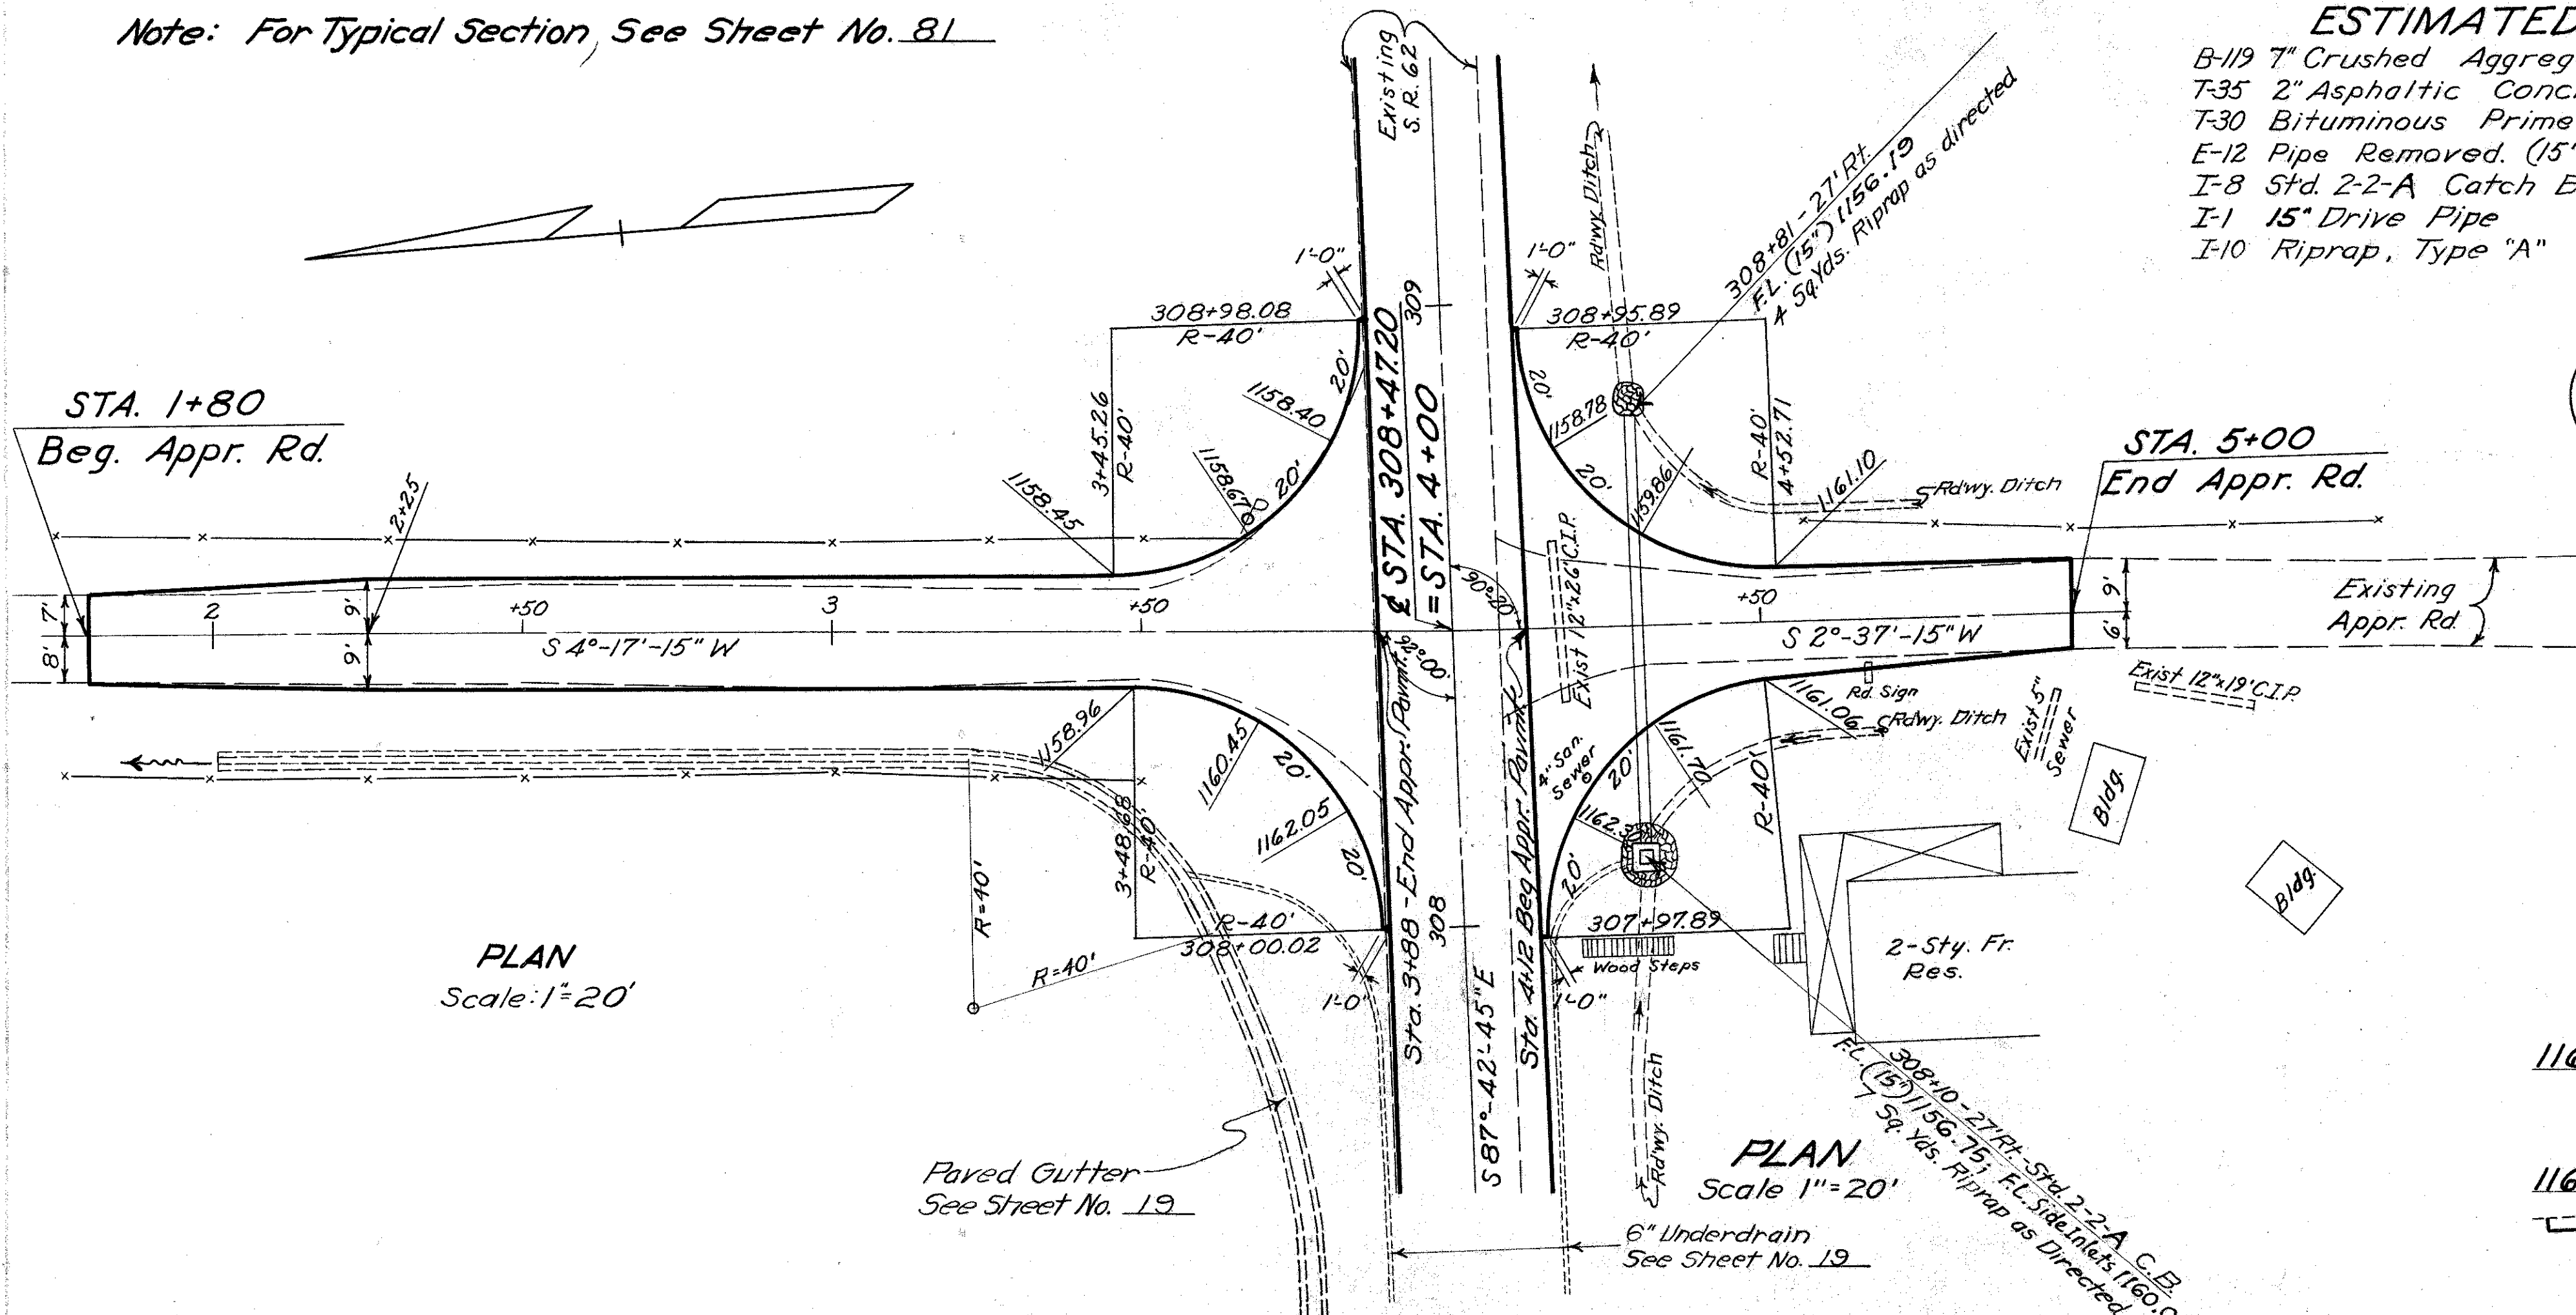 Note: For Typical Section, See Sheet No. 81
ESTIMATED
B-119 7" Crushed Aggreg
T-35 2" Asphaltic Conc
T-30 Bituminous Prime
E-12 Pipe Removed. (15'
I-8 Std. 2-2-A Catch B
I-1 15" Drive Pipe
I-10 Riprap, Type "A"
Existing
S.R. 62
Rdwy. Ditch
308+81 - 27' Rt.
F.L. (15") 1156.19
4 Sq.Yds. Riprap as directed
1'-0"
1'-0"
308+98.08
R-40'
309
308+95.89
R-40'
STA. 1+80
Beg. Appr. Rd.
2+25
3+45.26
R-40'
1158.45
1158.40
1158.67
20'
20'
₵ STA. 308+47.20
=STA. 4+00
20'
20'
1158.78
1159.86
R-40'
4+52.71
1161.10
Rdwy. Ditch
STA. 5+00
End Appr. Rd.
7'
8'
9'
9'
2
+50
3
+50
S 4°-17'-15" W
90°-20'
92°-00'
Exist 12"x26' C.I.P.
+50
S 2°-37'-15" W
9'
6'
Existing
Appr. Rd.
Exist 12"x19' C.I.P.
Rd. Sign
Rdwy. Ditch
Exist 5"
Sewer
Bldg.
Bldg.
1158.96
1160.45
1162.05
20'
20'
3+48.68
R-40'
R-40'
308+00.02
R=40'
R=40'
1'-0"
Sta. 3+88 - End Appr. Pavmt.
308
S 87°-42'-45" E
Sta. 4+12 Beg Appr. Pavmt.
4" San.
Sewer
20'
20'
1161.70
1161.06
R-40'
307+97.89
Wood Steps
1'-0"
2-Sty. Fr.
Res.
PLAN
Scale: 1"=20'
Paved Gutter
See Sheet No. 19
Rdwy. Ditch
PLAN
Scale 1"=20'
6" Underdrain
See Sheet No. 19
308+10 - 27' Rt. - Std. 2-2-A C.B.
F.L. (15") 1156.75; F.L. Side Inlets 1160.0
7 Sq. Yds. Riprap as Directed
116
116